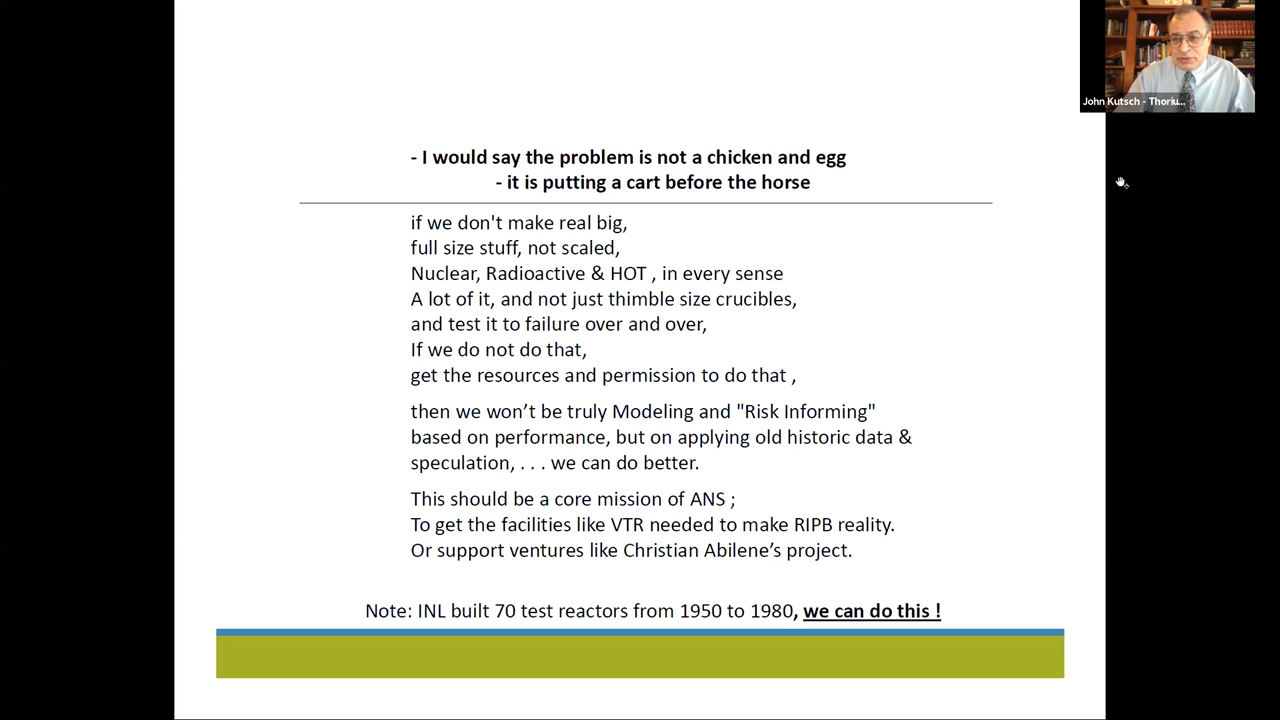 John Kutsch - Thoriu...
- I would say the problem is not a chicken and egg
- it is putting a cart before the horse
if we don't make real big,
full size stuff, not scaled,
Nuclear, Radioactive & HOT , in every sense
A lot of it, and not just thimble size crucibles,
and test it to failure over and over,
If we do not do that,
get the resources and permission to do that ,
then we won’t be truly Modeling and "Risk Informing"
based on performance, but on applying old historic data &
speculation, . . . we can do better.
This should be a core mission of ANS ;
To get the facilities like VTR needed to make RIPB reality.
Or support ventures like Christian Abilene’s project.
Note: INL built 70 test reactors from 1950 to 1980, we can do this !